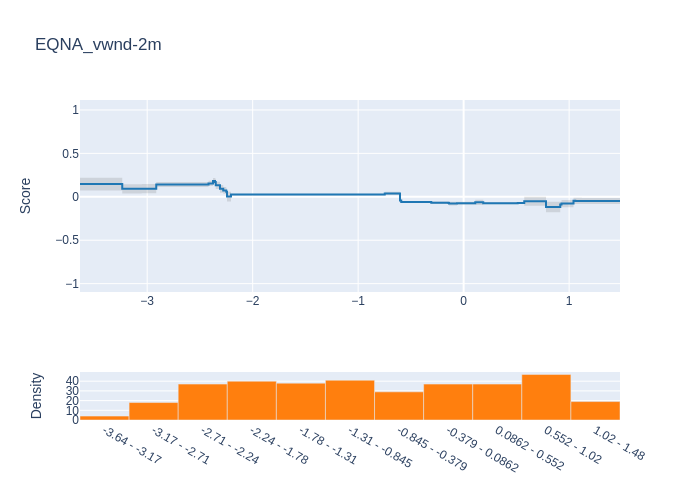 EQNA_vwnd-2m
1
0.5
0
−0.5
−1
Score
−3
−2
−1
0
1
Density
40
30
20
10
0
-3.64 - -3.17
-3.17 - -2.71
-2.71 - -2.24
-2.24 - -1.78
-1.78 - -1.31
-1.31 - -0.845
-0.845 - -0.379
-0.379 - 0.0862
0.0862 - 0.552
0.552 - 1.02
1.02 - 1.48